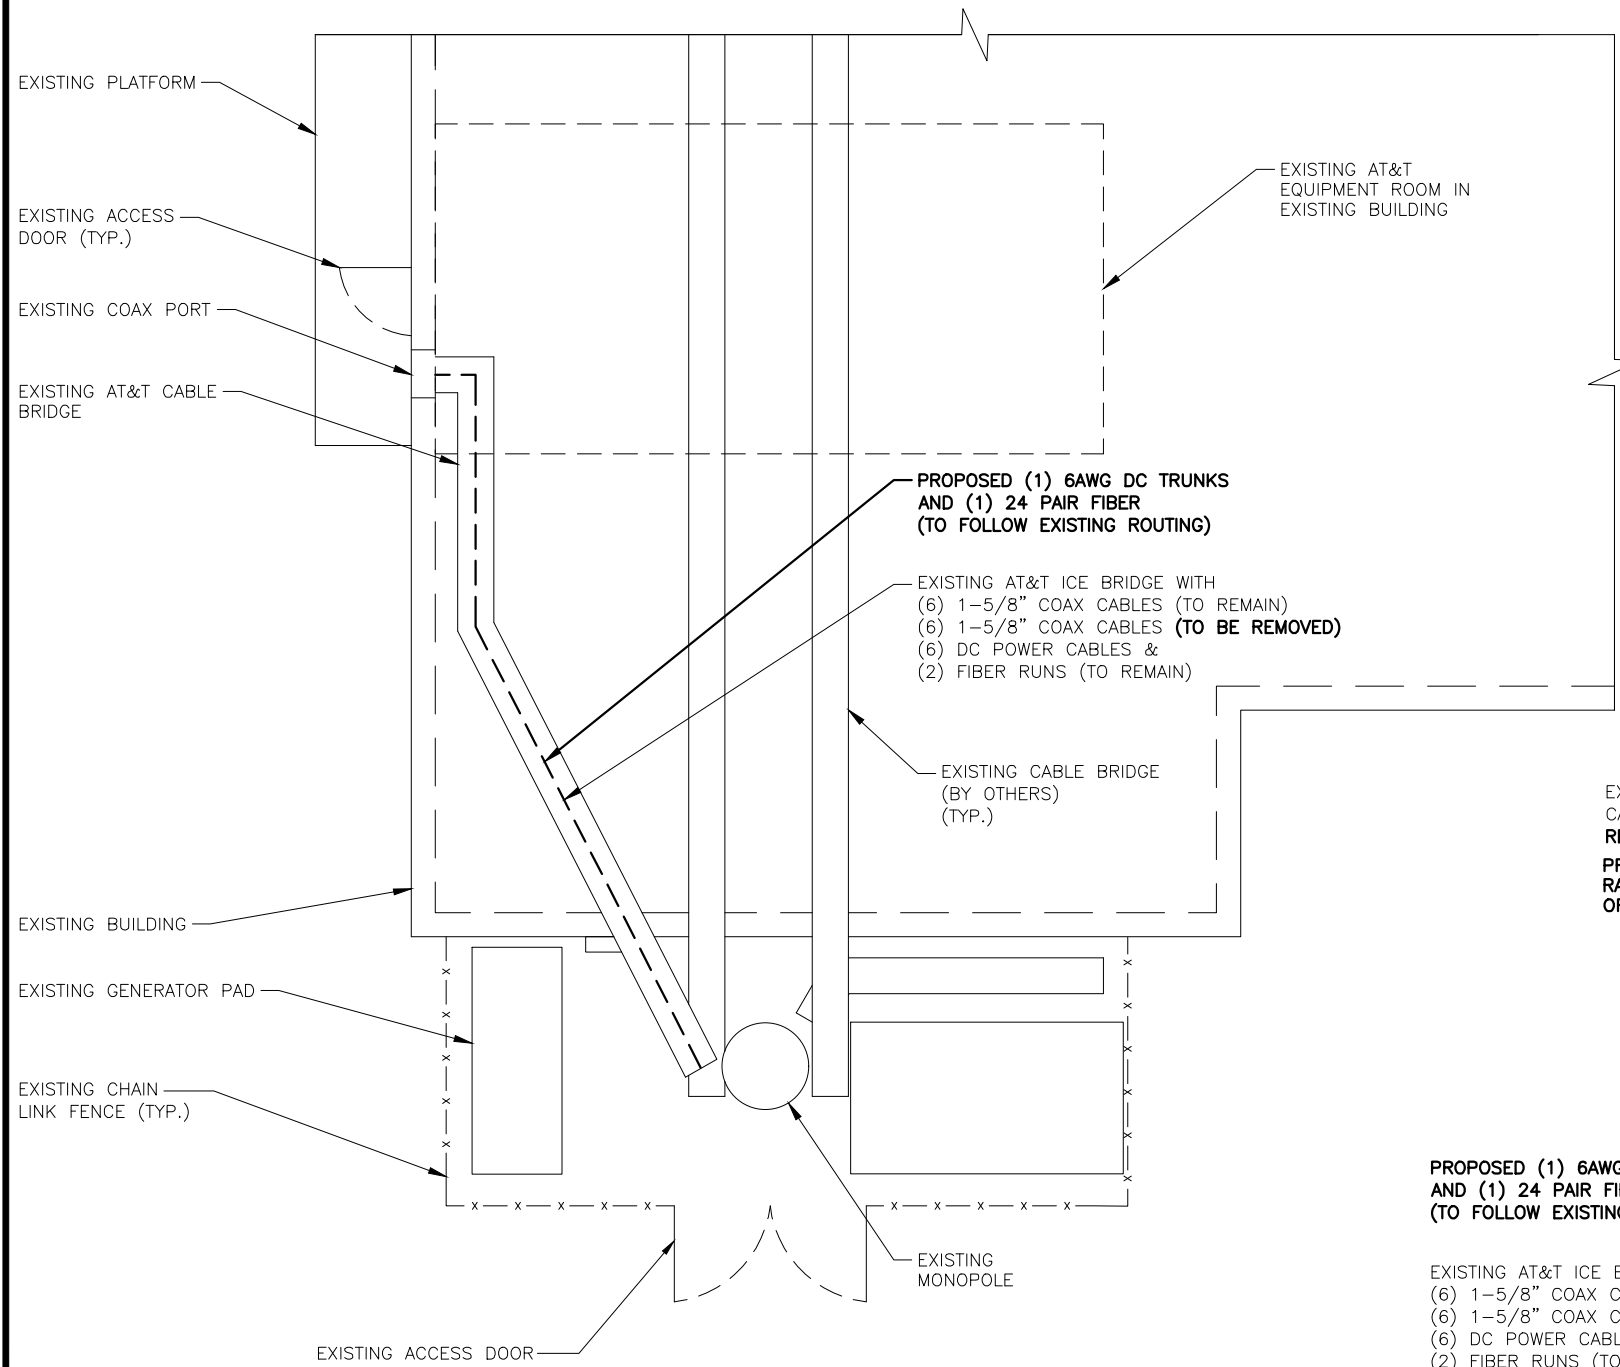 EXISTING PLATFORM
EXISTING ACCESS
DOOR (TYP.)
EXISTING COAX PORT
EXISTING AT&T CABLE
BRIDGE
EXISTING BUILDING
EXISTING GENERATOR PAD
EXISTING CHAIN
LINK FENCE (TYP.)
EXISTING ACCESS DOOR
EXISTING AT&T
EQUIPMENT ROOM IN
EXISTING BUILDING
PROPOSED (1) 6AWG DC TRUNKS
AND (1) 24 PAIR FIBER
(TO FOLLOW EXISTING ROUTING)
EXISTING AT&T ICE BRIDGE WITH
(6) 1-5/8" COAX CABLES (TO REMAIN)
(6) 1-5/8" COAX CABLES (TO BE REMOVED)
(6) DC POWER CABLES &
(2) FIBER RUNS (TO REMAIN)
EXISTING CABLE BRIDGE
(BY OTHERS)
(TYP.)
EXISTING
MONOPOLE
PROPOSED (1) 6AWG
AND (1) 24 PAIR
(TO FOLLOW
EXISTING AT&T ICE
(6) 1-5/8" COAX
(6) 1-5/8" COAX
(6) DC POWER
(2) FIBER RUNS